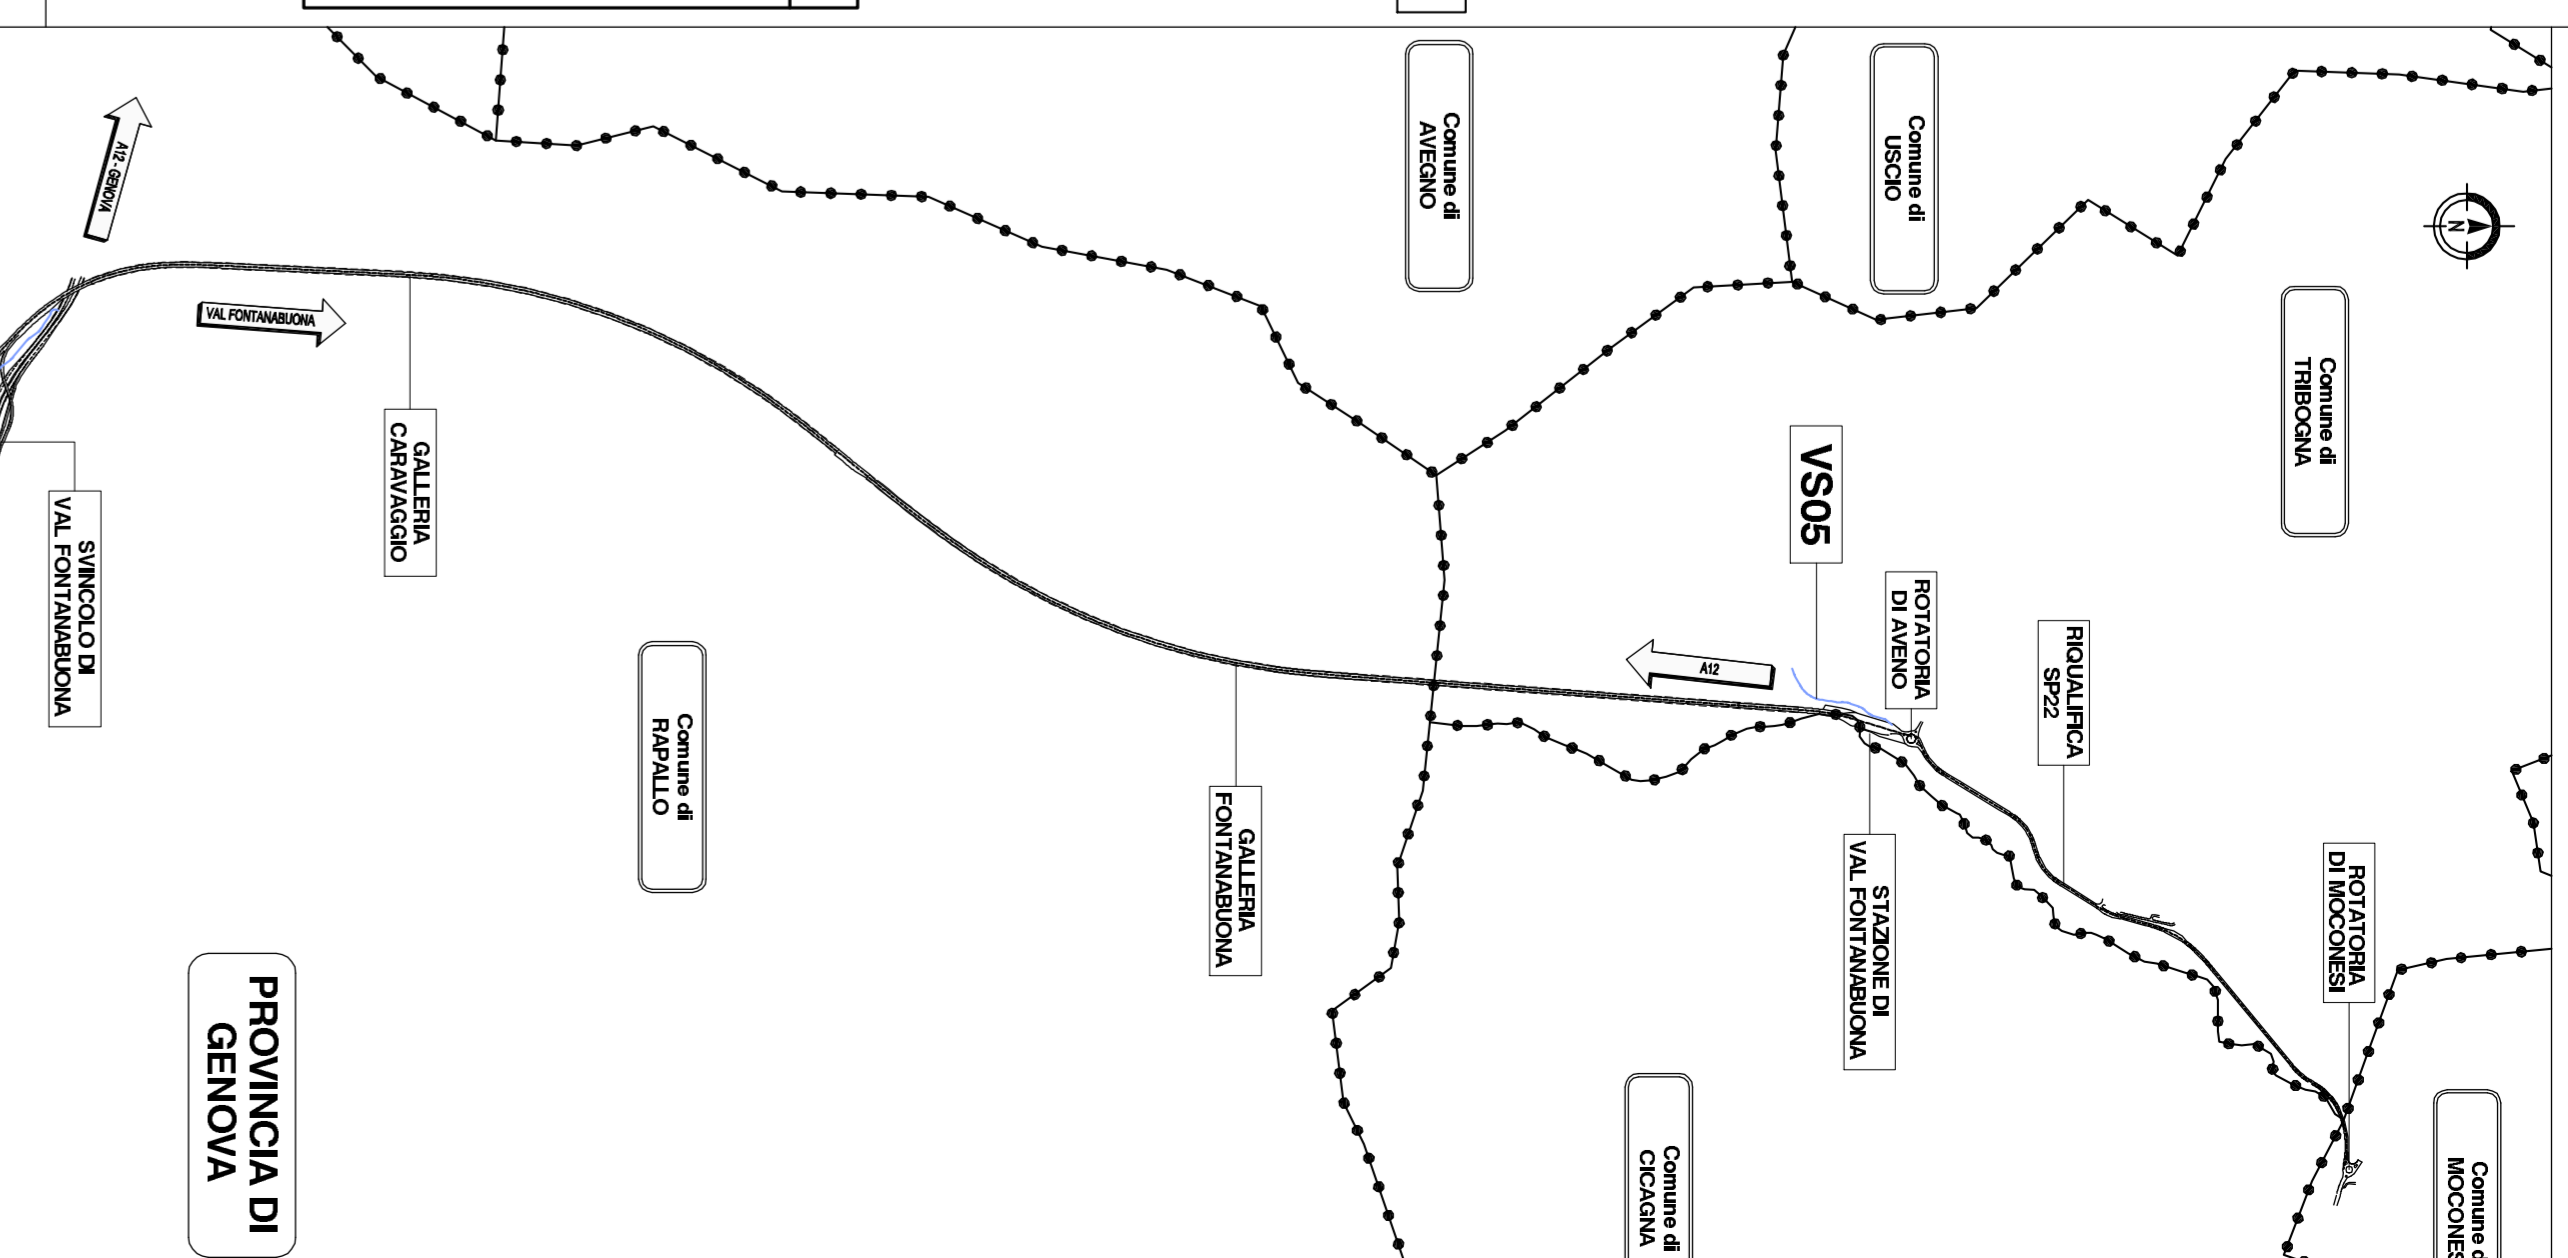 A12 - GENOVA
VAL FONTANABUONA
SVINCOLO DI
VAL FONTANABUONA
GALLERIA
CARAVAGGIO
Comune di
RAPALLO
PROVINCIA DI
GENOVA
GALLERIA
FONTANABUONA
Comune di
AVEGNO
Comune di
USCIO
Comune di
TRIBOGNA
N
VS05
A12
ROTATORIA
DI AVENO
RIQUALIFICA
SP22
STAZIONE DI
VAL FONTANABUONA
ROTATORIA
DI MOCONESI
Comune di
CICAGNA
Comune d
MOCONES